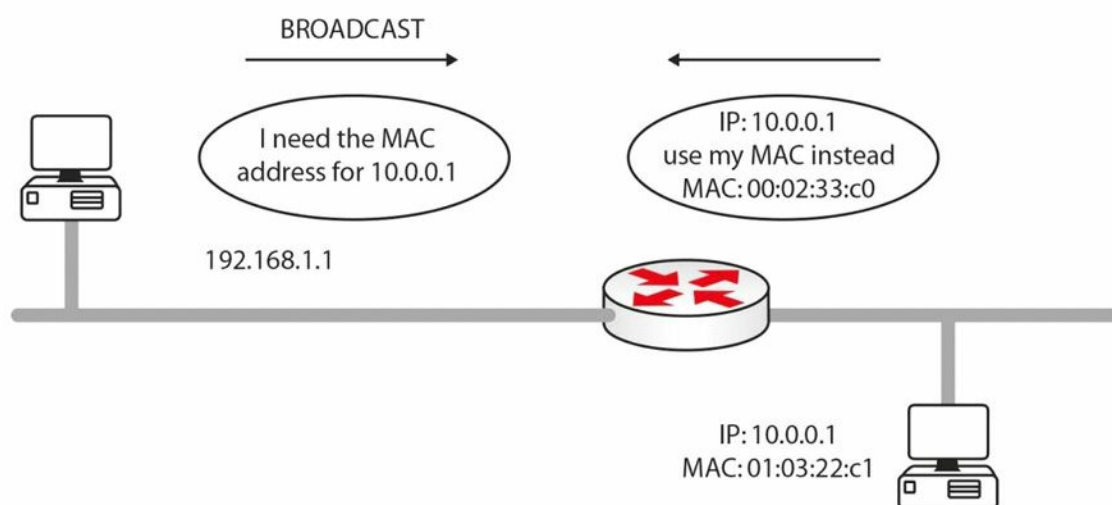 BROADCAST
I need the MAC
address for 10.0.0.1
IP: 10.0.0.1
use my MAC instead
MAC: 00:02:33:c0
192.168.1.1
IP: 10.0.0.1
MAC: 01:03:22:c1